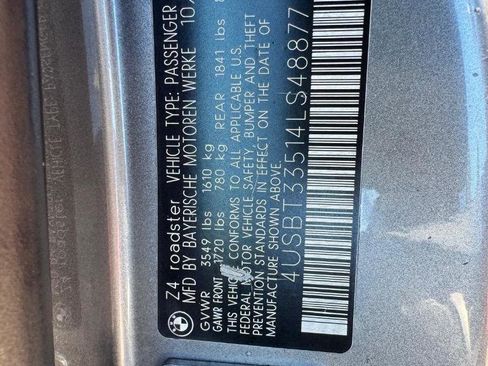 Z4 roadster VEHICLE TYPE: PASSENGER
MFD BY BAYERISCHE MOTOREN WERKE 10/
GVWR 3549 lbs 1610 kg
GAWR FRONT 1720 lbs 780 kg REAR 1841 lbs 8
THIS VEHICLE CONFORMS TO ALL APPLICABLE U.S.
FEDERAL MOTOR VEHICLE SAFETY, BUMPER AND THEFT
PREVENTION STANDARDS IN EFFECT ON THE DATE OF
MANUFACTURE SHOWN ABOVE.
4USBT33514LS48877